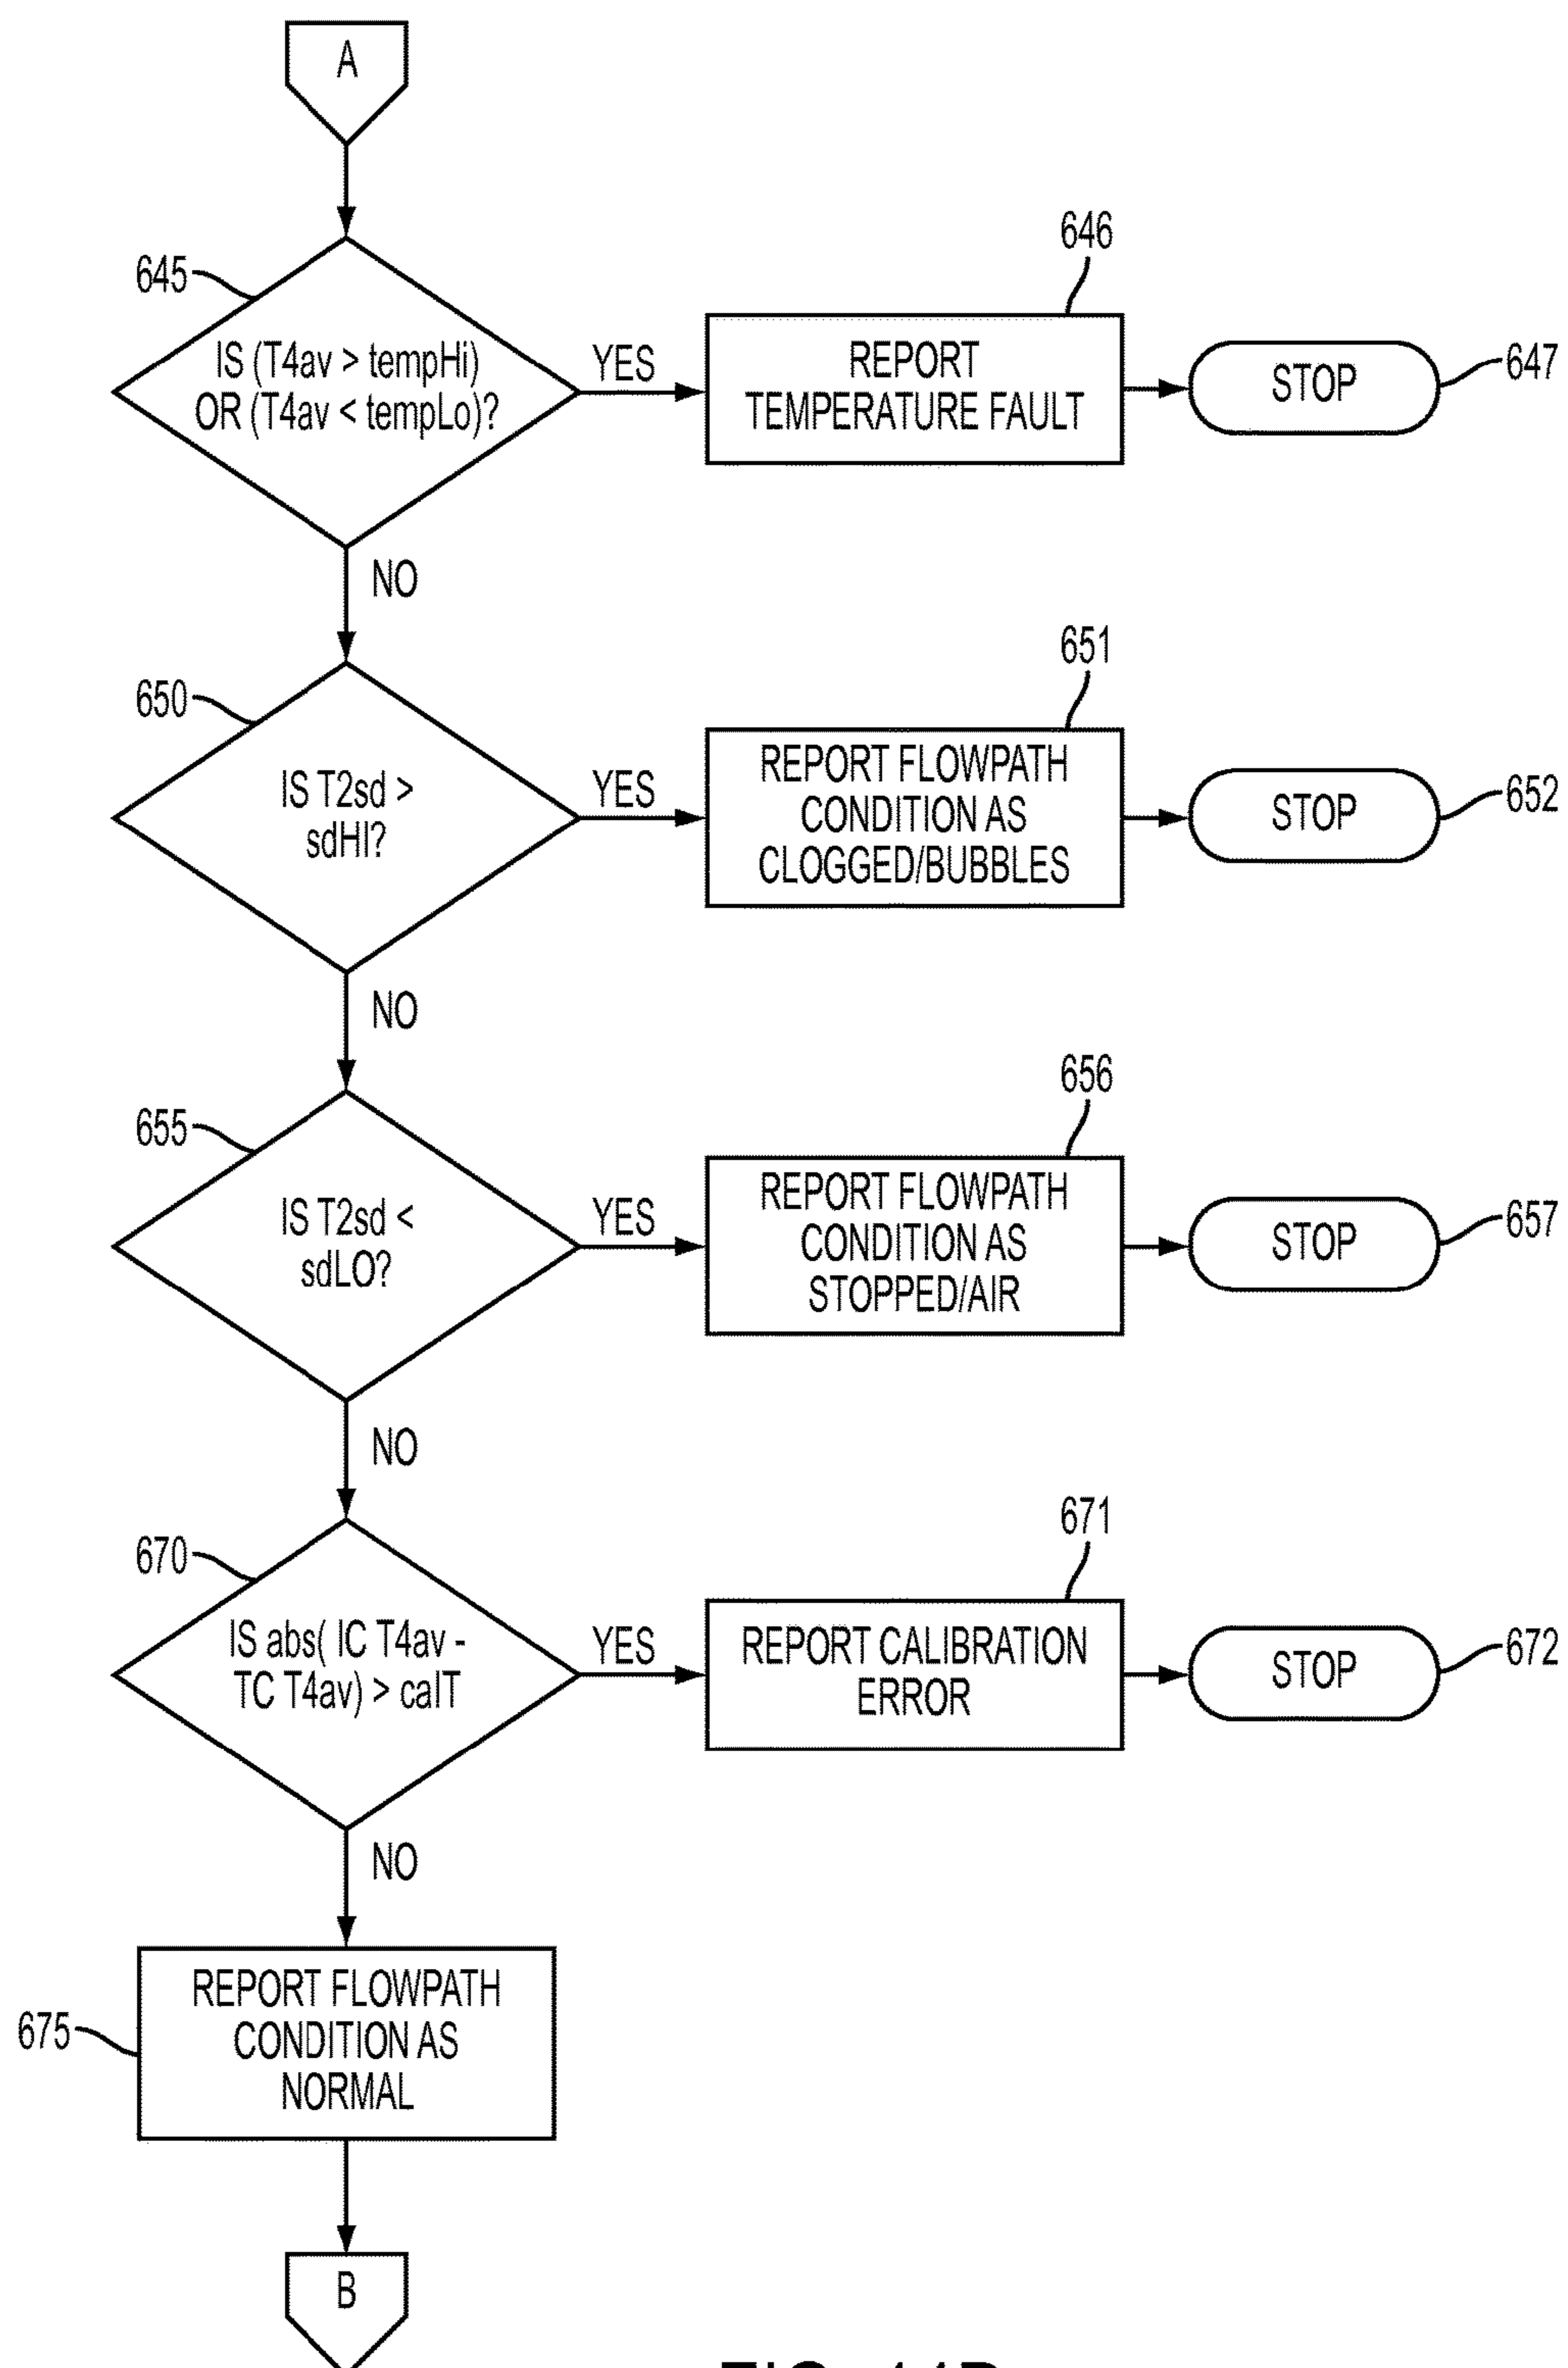 A
645
IS (T4av > tempHi)
OR (T4av < tempLo)?
YES
646
REPORT
TEMPERATURE FAULT
STOP
647
NO
650
IS T2sd >
sdHI?
YES
651
REPORT FLOWPATH
CONDITION AS
CLOGGED/BUBBLES
STOP
652
NO
655
IS T2sd <
sdLO?
YES
656
REPORT FLOWPATH
CONDITION AS
STOPPED/AIR
STOP
657
NO
670
IS abs( IC T4av -
TC T4av) > calT
YES
671
REPORT CALIBRATION
ERROR
STOP
672
NO
675
REPORT FLOWPATH
CONDITION AS
NORMAL
B